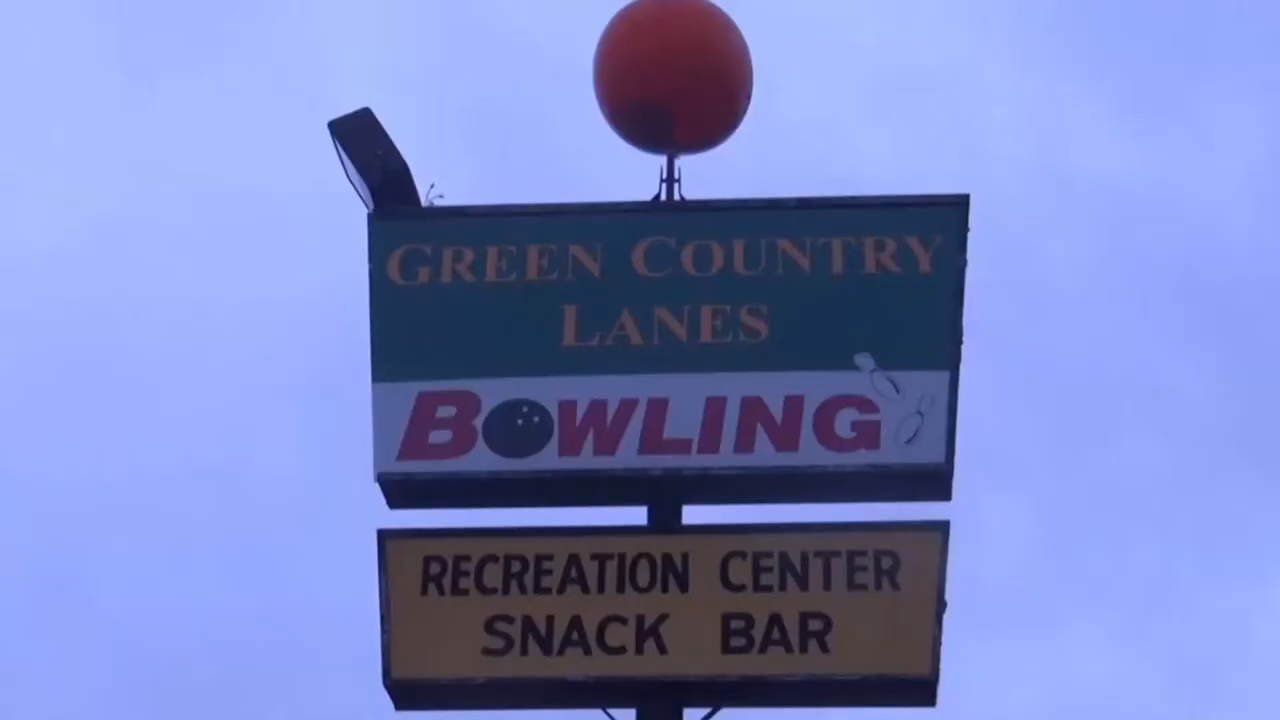 GREEN COUNTRY
LANES
BOWLING
RECREATION CENTER
SNACK BAR